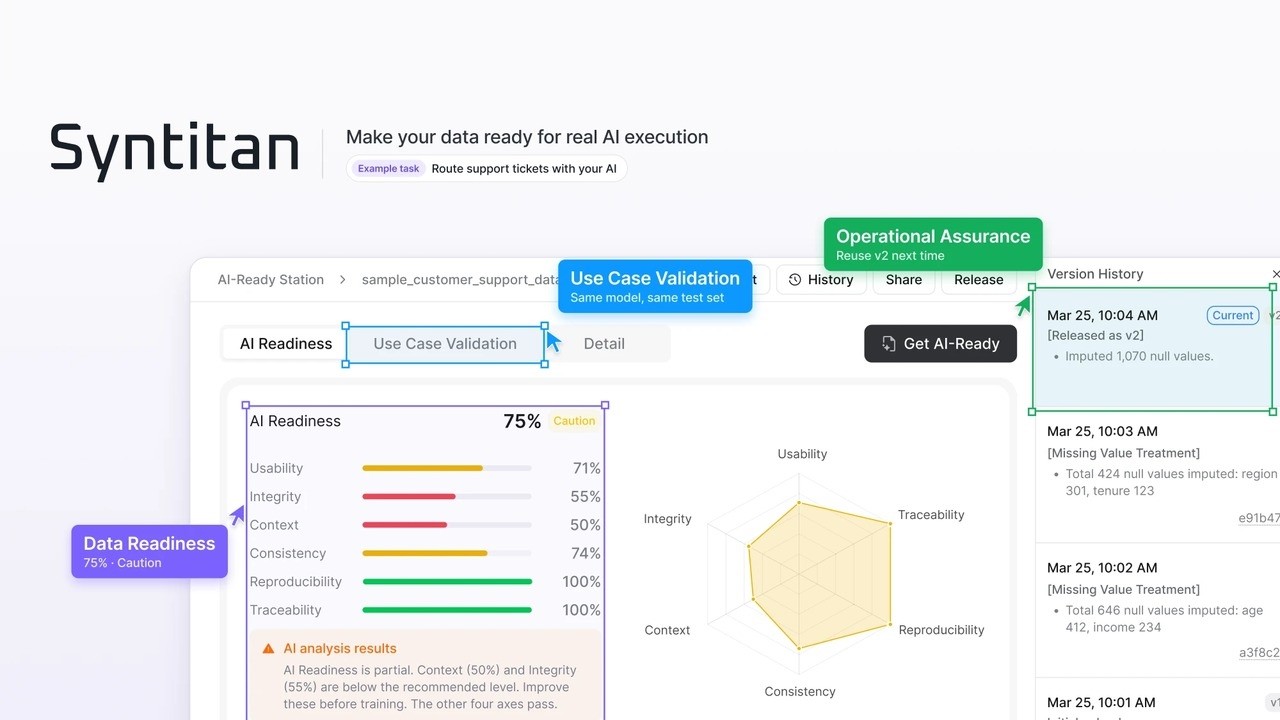 Syntitan
Make your data ready for real AI execution
Example task Route support tickets with your AI
Operational Assurance
Reuse v2 next time
Use Case Validation
Same model, same test set
AI-Ready Station > sample_customer_support_data
History
Share
Release
AI Readiness
Use Case Validation
Detail
Get AI-Ready
Data Readiness
75% · Caution
AI Readiness 75% Caution
Usability 71%
Integrity 55%
Context 50%
Consistency 74%
Reproducibility 100%
Traceability 100%
AI analysis results
AI Readiness is partial. Context (50%) and Integrity
(55%) are below the recommended level. Improve
these before training. The other four axes pass.
Usability
Traceability
Reproducibility
Consistency
Context
Integrity
Version History
Mar 25, 10:04 AM Current v2
[Released as v2]
• Imputed 1,070 null values.
Mar 25, 10:03 AM
[Missing Value Treatment]
• Total 424 null values imputed: region
301, tenure 123
e91b47
Mar 25, 10:02 AM
[Missing Value Treatment]
• Total 646 null values imputed: age
412, income 234
a3f8c2
Mar 25, 10:01 AM v1